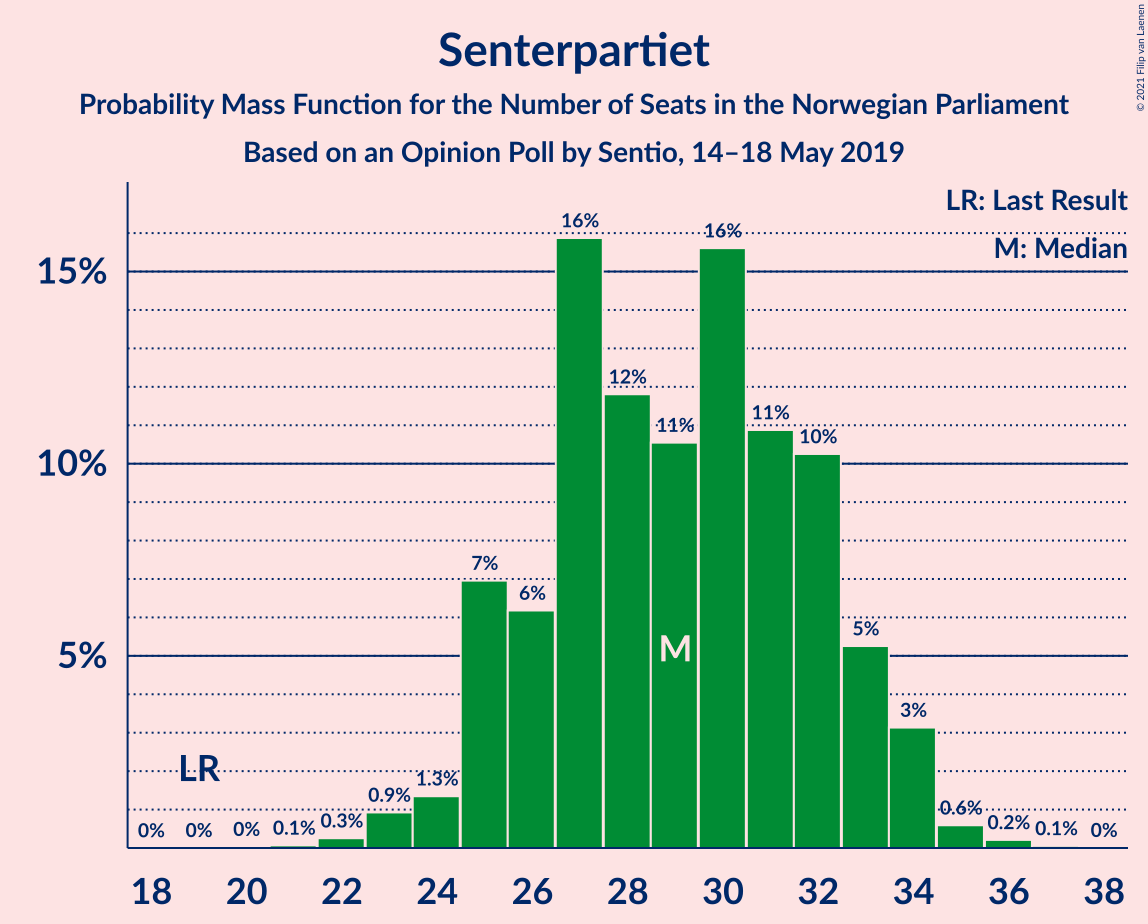 Senterpartiet
Probability Mass Function for the Number of Seats in the Norwegian Parliament
Based on an Opinion Poll by Sentio, 14–18 May 2019
© 2021 Filip van Laenen
LR: Last Result
M: Median
15%
10%
5%
0%
0%
0%
0.1%
0.3%
0.9%
1.3%
7%
6%
16%
12%
11%
16%
11%
10%
5%
3%
0.6%
0.2%
0.1%
0%
LR
M
18 20 22 24 26 28 30 32 34 36 38